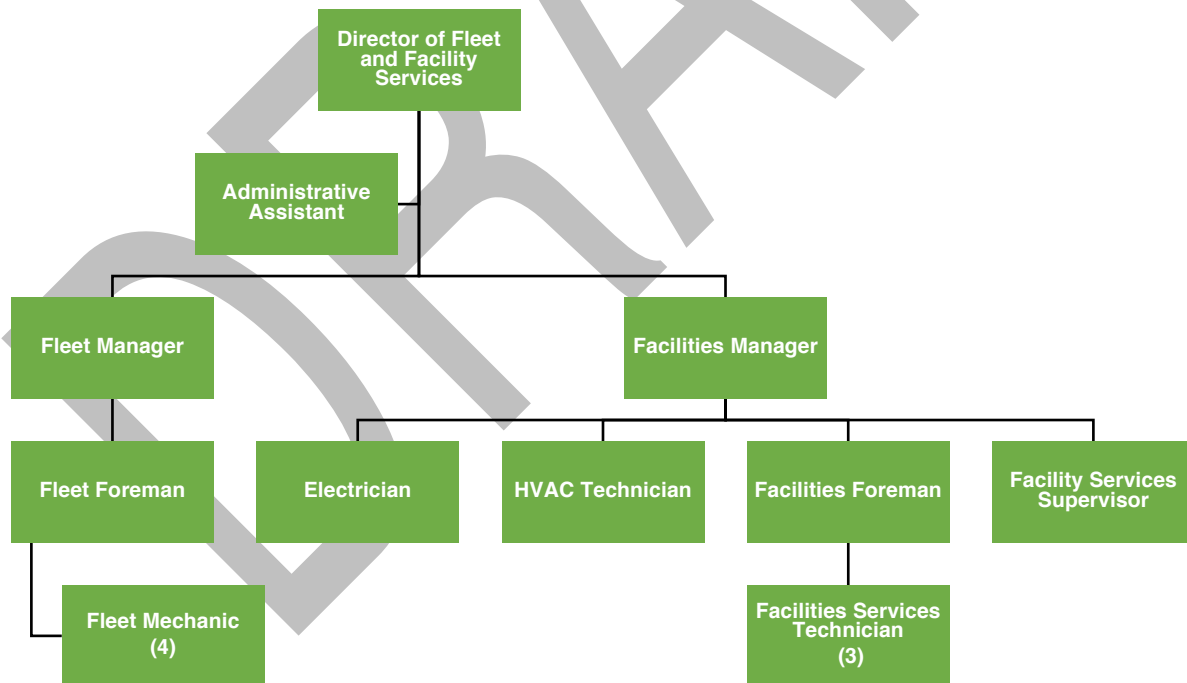 Director of Fleet
and Facility
Services
Administrative
Assistant
Fleet Manager
Facilities Manager
Fleet Foreman
Electrician
HVAC Technician
Facilities Foreman
Facility Services
Supervisor
Fleet Mechanic
(4)
Facilities Services
Technician
(3)